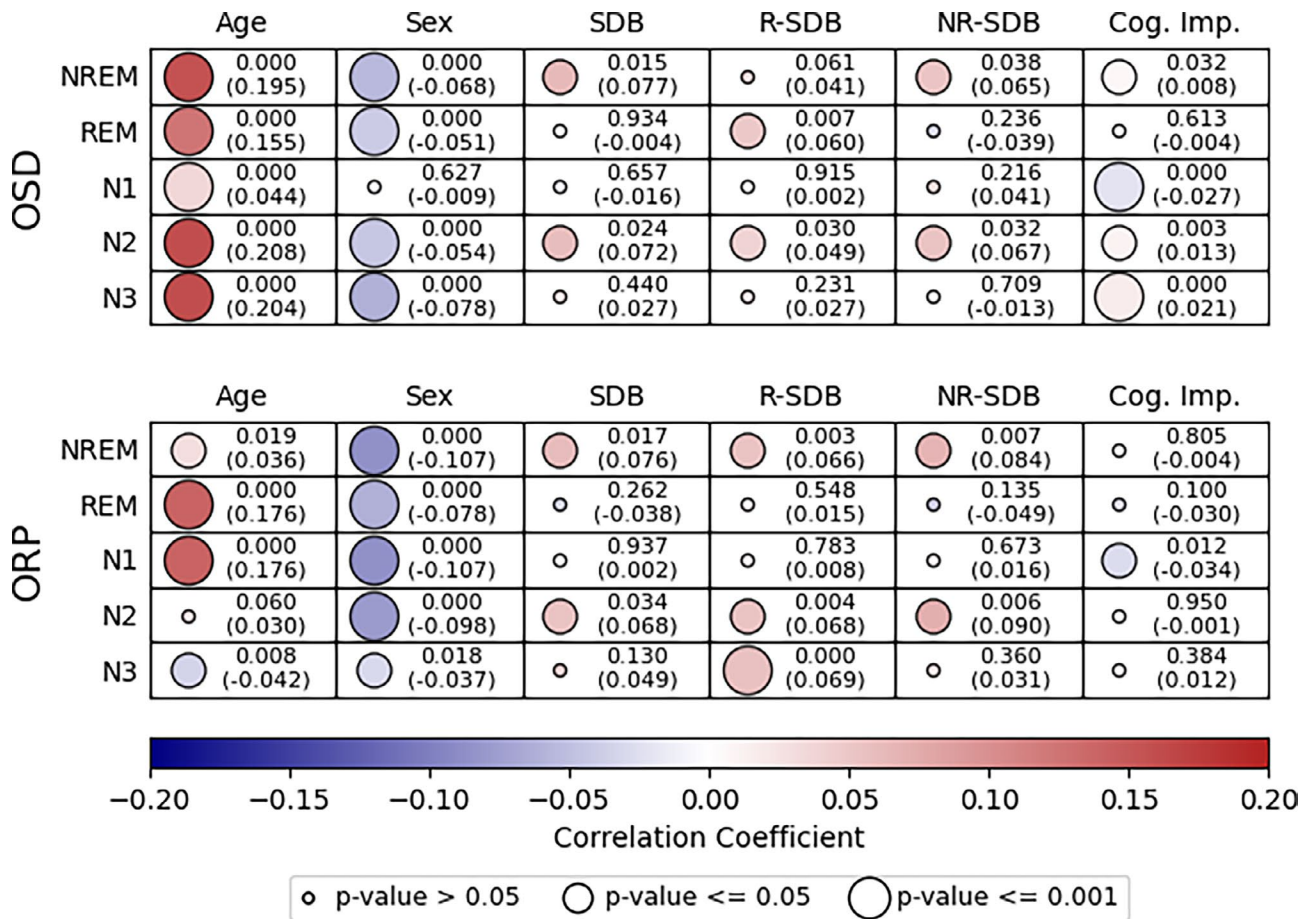 Age Sex SDB R-SDB NR-SDB Cog. Imp.
OSD
NREM 0.000 0.000 0.015 0.061 0.038 0.032
(0.195) (-0.068) (0.077) (0.041) (0.065) (0.008)
REM 0.000 0.000 0.934 0.007 0.236 0.613
(0.155) (-0.051) (-0.004) (0.060) (-0.039) (-0.004)
N1 0.000 0.627 0.657 0.915 0.216 0.000
(0.044) (-0.009) (-0.016) (0.002) (0.041) (-0.027)
N2 0.000 0.000 0.024 0.030 0.032 0.003
(0.208) (-0.054) (0.072) (0.049) (0.067) (0.013)
N3 0.000 0.000 0.440 0.231 0.709 0.000
(0.204) (-0.078) (0.027) (0.027) (-0.013) (0.021)
Age Sex SDB R-SDB NR-SDB Cog. Imp.
ORP
NREM 0.019 0.000 0.017 0.003 0.007 0.805
(0.036) (-0.107) (0.076) (0.066) (0.084) (-0.004)
REM 0.000 0.000 0.262 0.548 0.135 0.100
(0.176) (-0.078) (-0.038) (0.015) (-0.049) (-0.030)
N1 0.000 0.000 0.937 0.783 0.673 0.012
(0.176) (-0.107) (0.002) (0.008) (0.016) (-0.034)
N2 0.060 0.000 0.034 0.004 0.006 0.950
(0.030) (-0.098) (0.068) (0.068) (0.090) (-0.001)
N3 0.008 0.018 0.130 0.000 0.360 0.384
(-0.042) (-0.037) (0.049) (0.069) (0.031) (0.012)
−0.20 −0.15 −0.10 −0.05 0.00 0.05 0.10 0.15 0.20
Correlation Coefficient
p-value > 0.05 p-value <= 0.05 p-value <= 0.001